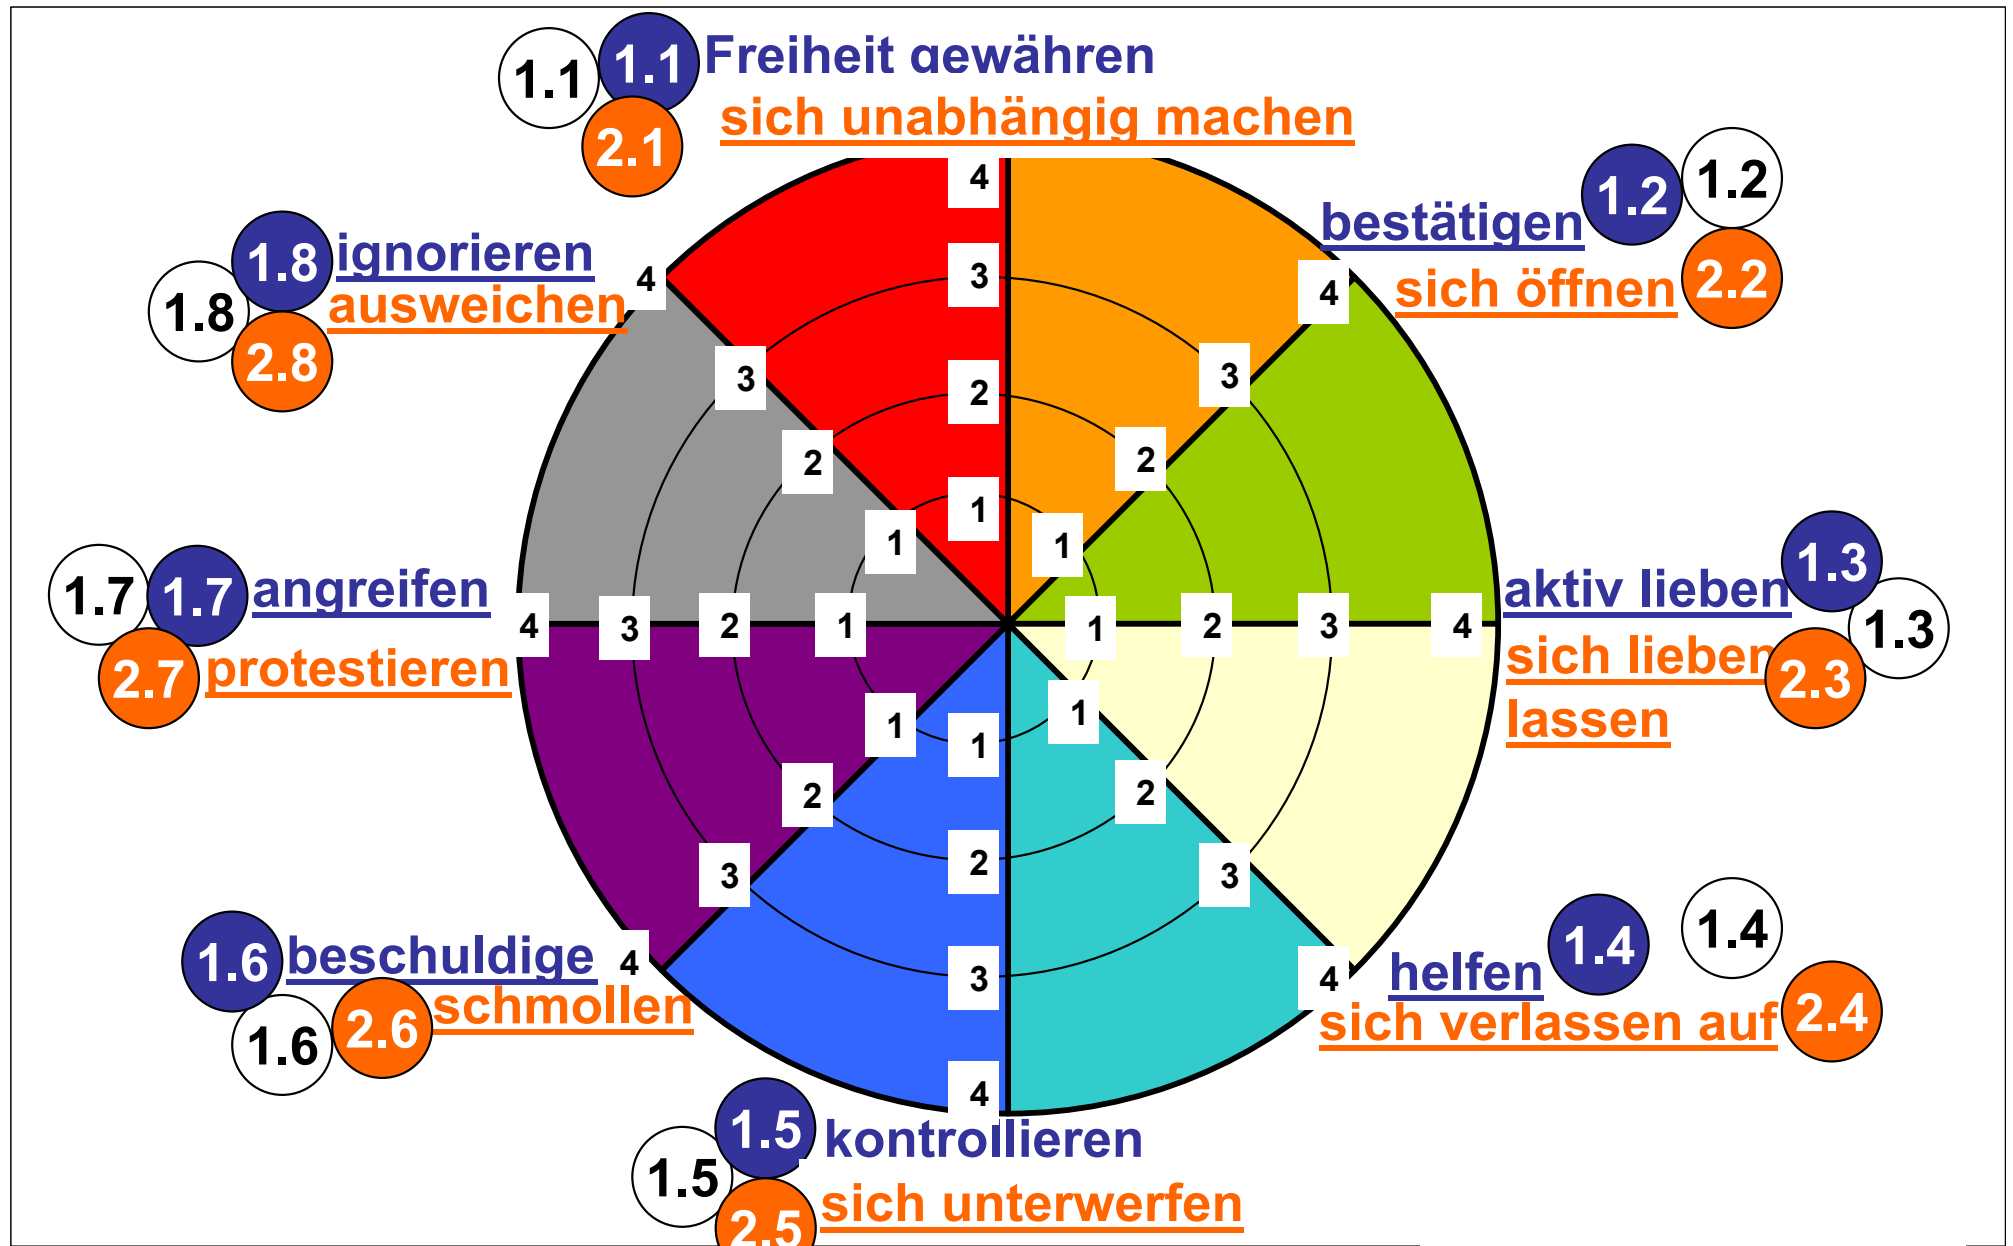 1.1 1.1 Freiheit gewähren
2.1 sich unabhängig machen
bestätigen 1.2 1.2
sich öffnen 2.2
1.8 ignorieren
1.8 ausweichen
2.8
4
4
4
3
3
3
2
2
2
1
1
1
1.7 1.7 angreifen
2.7 protestieren
4 3 2 1 1 2 3 4
aktiv lieben 1.3
1.3
sich lieben 2.3
lassen
1
1
1
2
2
2
3
3
3
4
4
4
1.6 beschuldige
1.6 2.6 schmollen
helfen 1.4 1.4
sich verlassen auf 2.4
1.5 1.5 kontrollieren
2.5 sich unterwerfen